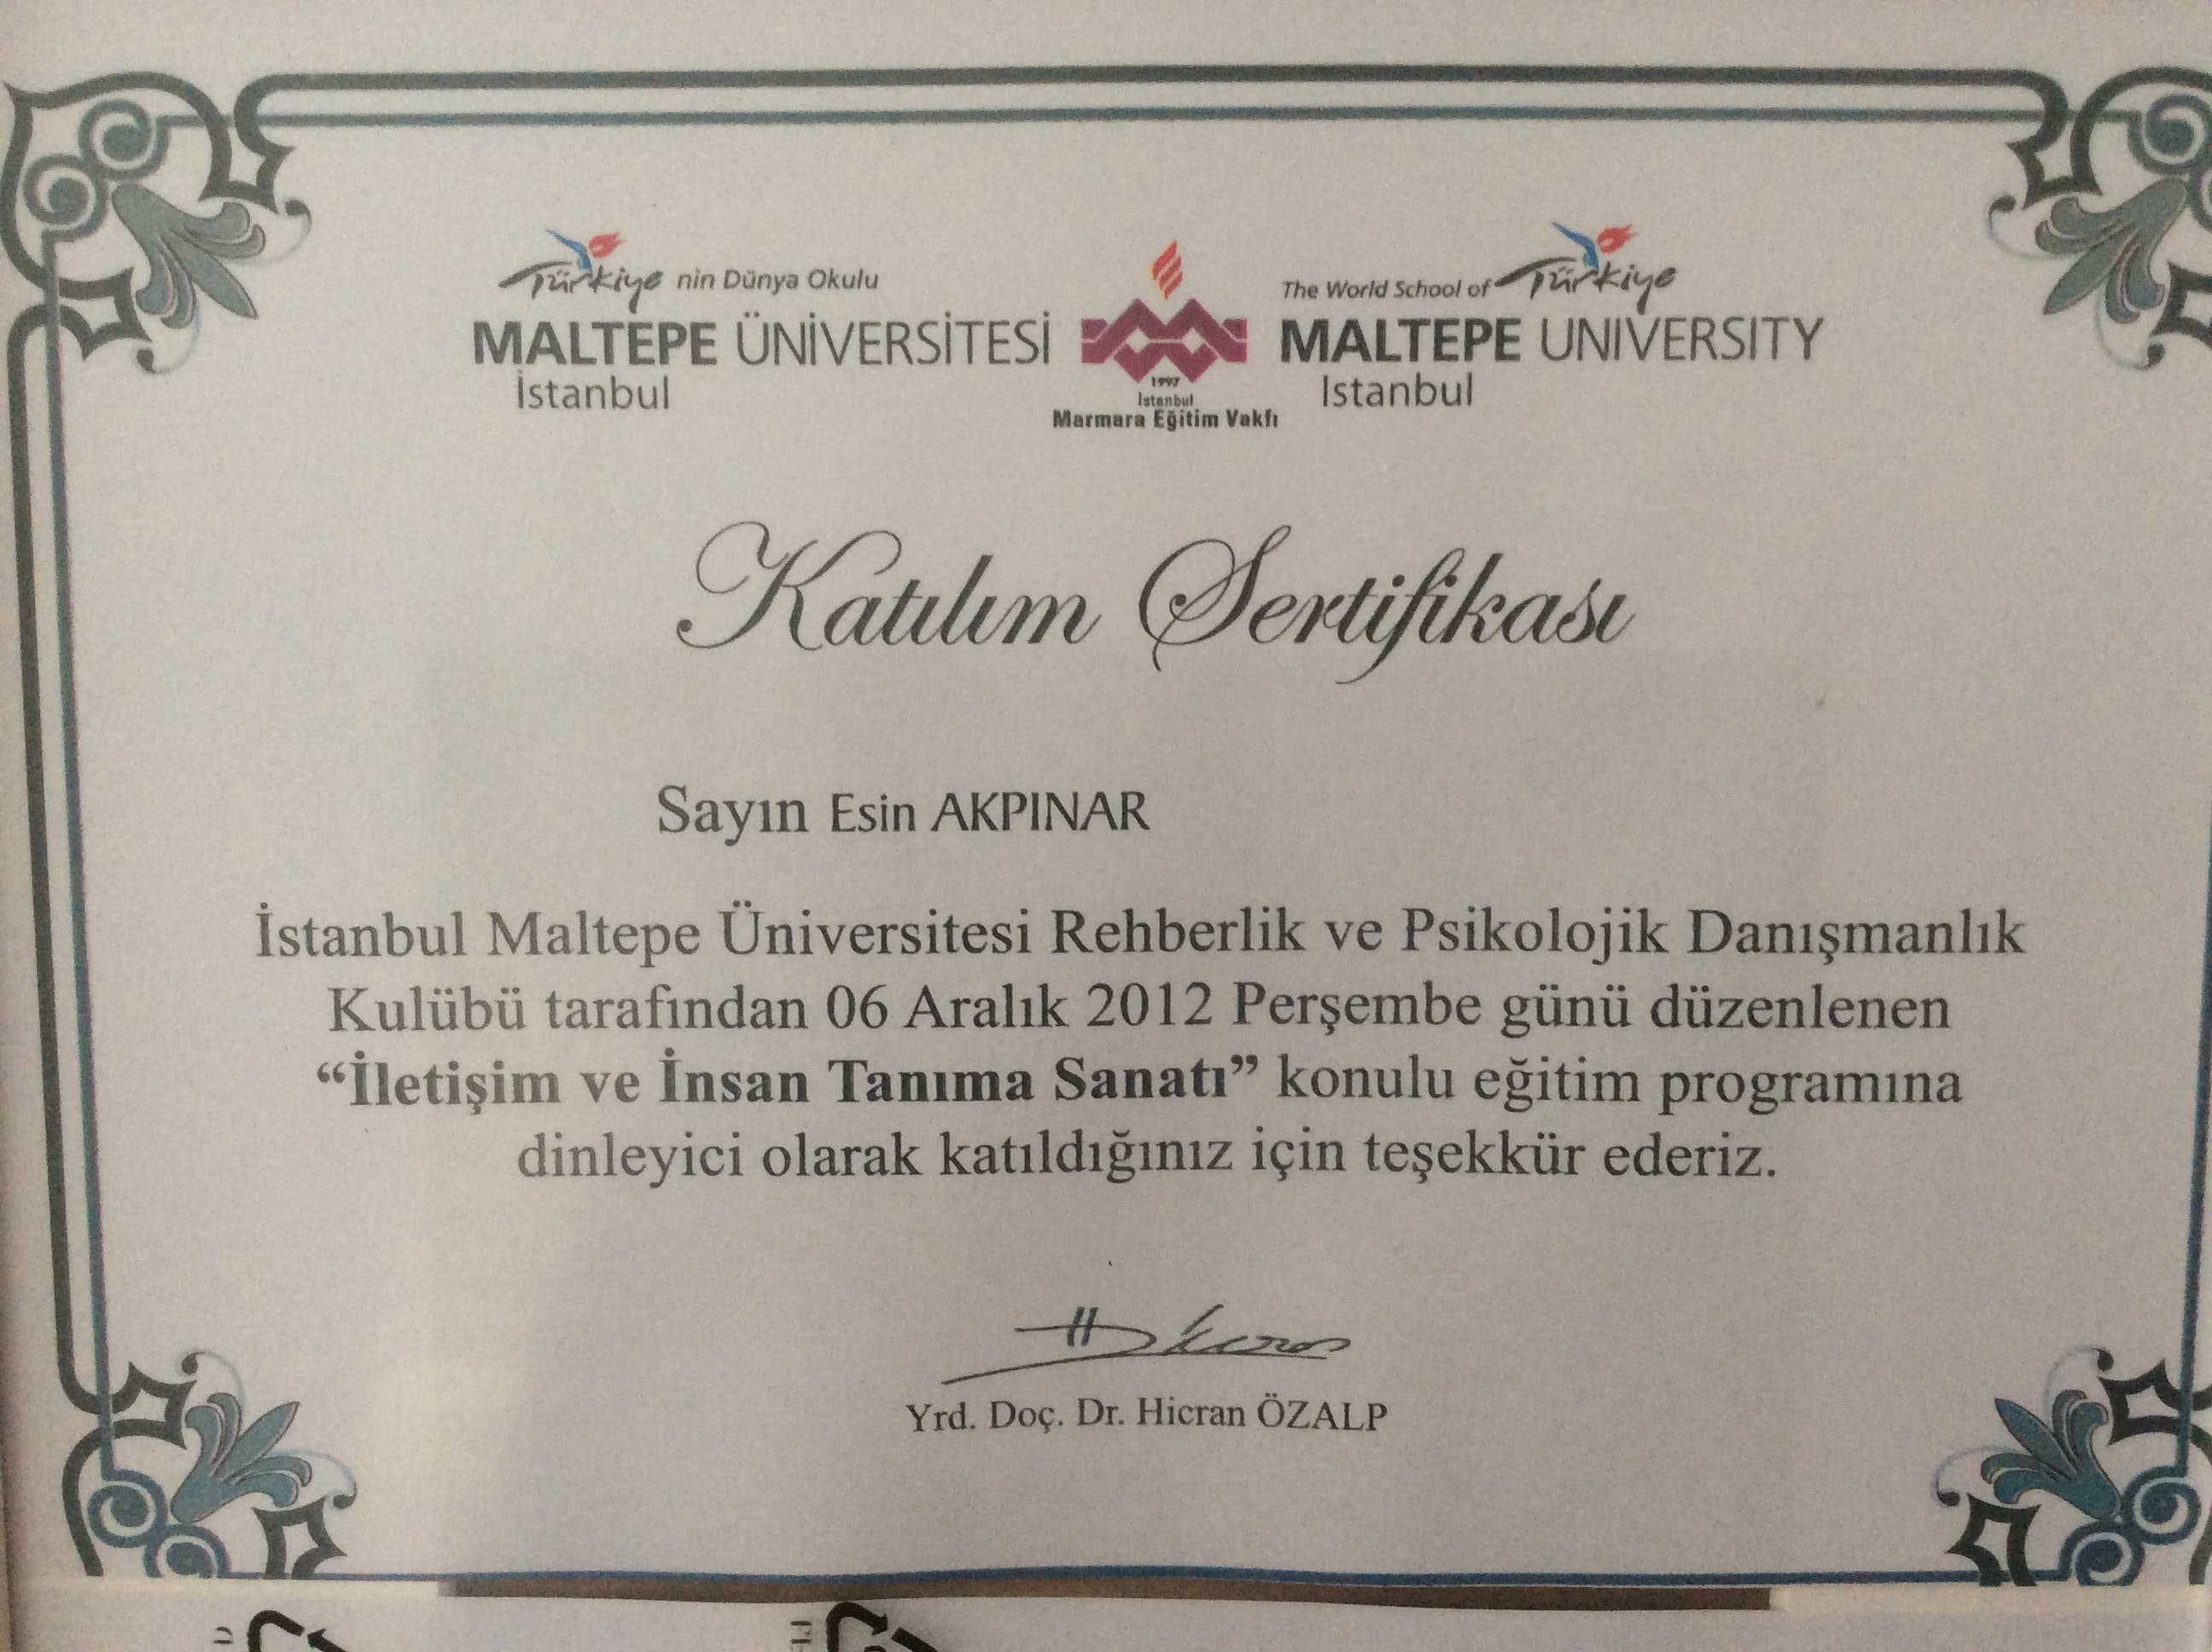 Türkiye nin Dünya Okulu
MALTEPE ÜNİVERSİTESİ
İstanbul
1997
İstanbul
Marmara Eğitim Vakfı
The World School of Türkiye
MALTEPE UNIVERSITY
Istanbul
Katılım Sertifikası
Sayın Esin AKPINAR
İstanbul Maltepe Üniversitesi Rehberlik ve Psikolojik Danışmanlık
Kulübü tarafından 06 Aralık 2012 Perşembe günü düzenlenen
“İletişim ve İnsan Tanıma Sanatı” konulu eğitim programına
dinleyici olarak katıldığınız için teşekkür ederiz.
Yrd. Doç. Dr. Hicran ÖZALP